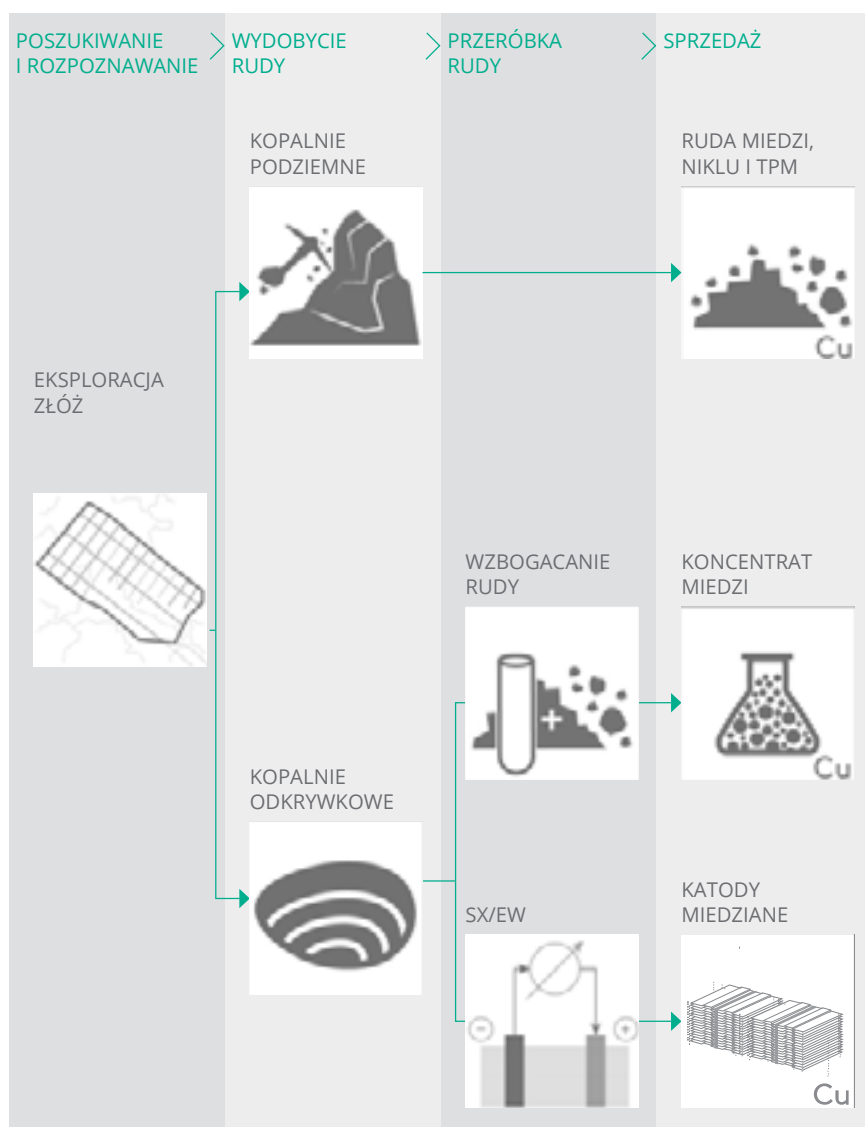 POSZUKIWANIE
I ROZPOZNAWANIE
WYDOBYCIE
RUDY
PRZERÓBKA
RUDY
SPRZEDAŻ
KOPALNIE
PODZIEMNE
RUDA MIEDZI,
NIKLU I TPM
Cu
EKSPLORACJA
ZŁÓŻ
WZBOGACANIE
RUDY
KONCENTRAT
MIEDZI
+
Cu
KOPALNIE
ODKRYWKOWE
SX/EW
KATODY
MIEDZIANE
− +
Cu